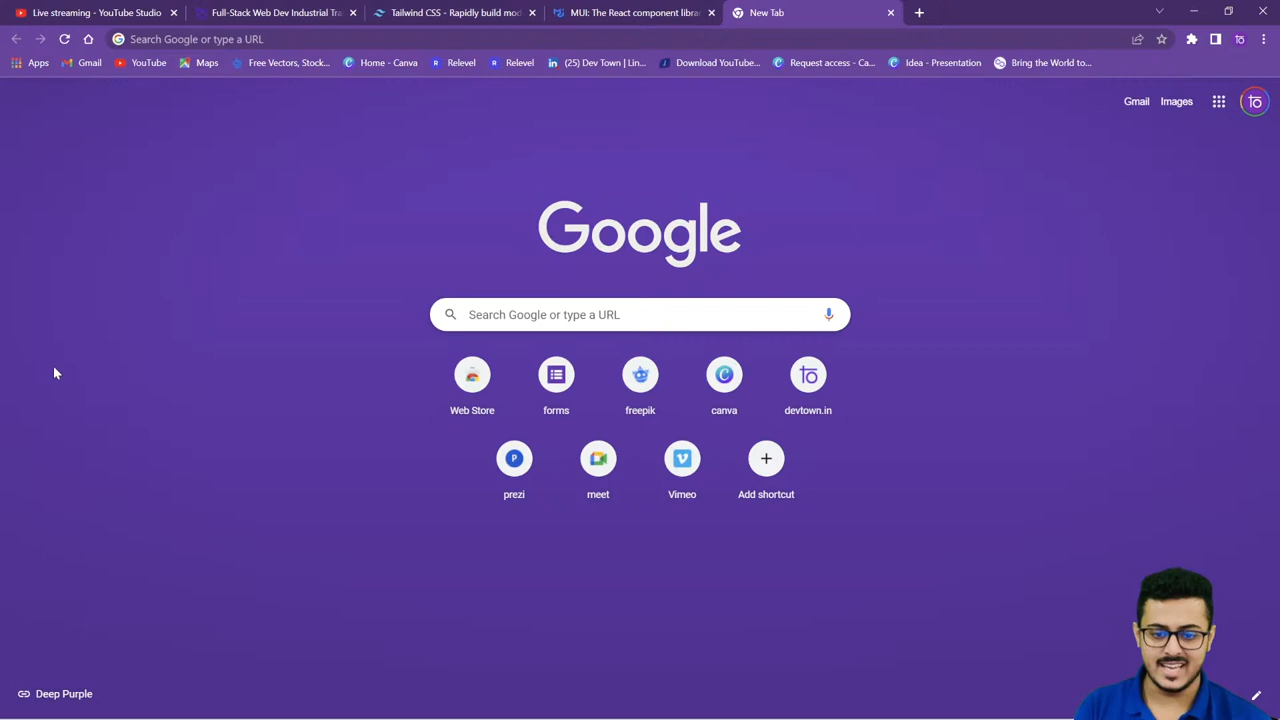 Live streaming - YouTube Studio
Full-Stack Web Dev Industrial Tra
Tailwind CSS - Rapidly build mod
MUI: The React component libra
New Tab
Search Google or type a URL
Apps
Gmail
YouTube
Maps
Free Vectors, Stock...
Home - Canva
Relevel
Relevel
(25) Dev Town | Lin...
Download YouTube...
Request access - Ca...
Idea - Presentation
Bring the World to...
Gmail
Images
Google
Search Google or type a URL
Web Store
forms
freepik
canva
devtown.in
prezi
meet
Vimeo
Add shortcut
Deep Purple